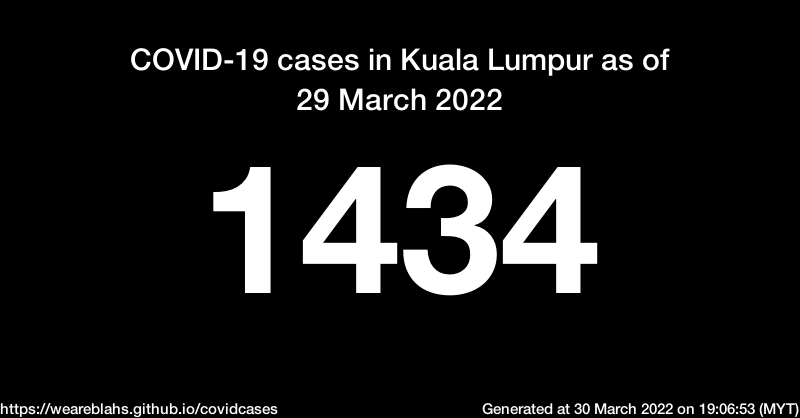 COVID-19 cases in Kuala Lumpur as of
29 March 2022
1434
https://weareblahs.github.io/covidcases
Generated at 30 March 2022 on 19:06:53 (MYT)